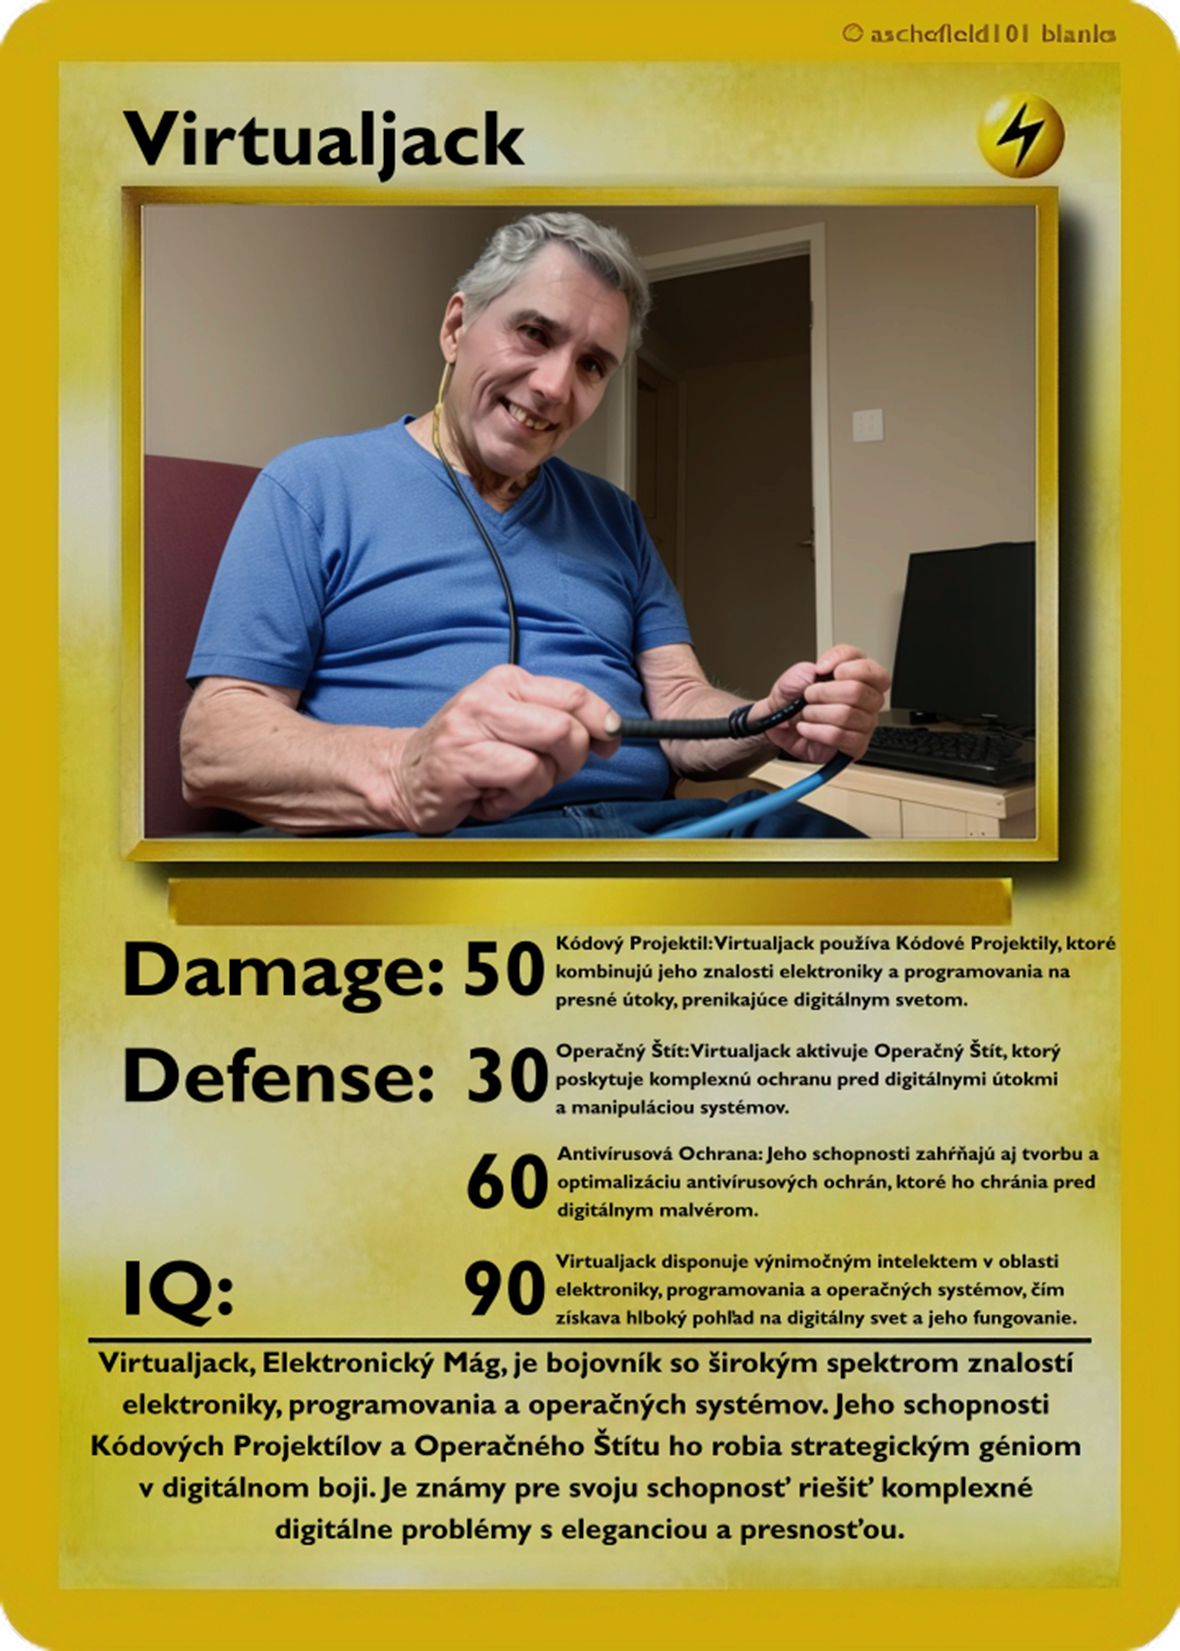 © aschefield101 blanks
Virtualjack
Damage: 50
Kódový Projektil:Virtualjack používa Kódové Projektily, ktoré
kombinujú jeho znalosti elektroniky a programovania na
presné útoky, prenikajúce digitálnym svetom.
Defense: 30
Operačný Štít:Virtualjack aktivuje Operačný Štít, ktorý
poskytuje komplexnú ochranu pred digitálnymi útokmi
a manipuláciou systémov.
60
Antivírusová Ochrana: Jeho schopnosti zahŕňajú aj tvorbu a
optimalizáciu antivírusových ochrán, ktoré ho chránia pred
digitálnym malvérom.
IQ: 90
Virtualjack disponuje výnimočným intelektem v oblasti
elektroniky, programovania a operačných systémov, čím
získava hlboký pohľad na digitálny svet a jeho fungovanie.
Virtualjack, Elektronický Mág, je bojovník so širokým spektrom znalostí
elektroniky, programovania a operačných systémov. Jeho schopnosti
Kódových Projektílov a Operačného Štítu ho robia strategickým géniom
v digitálnom boji. Je známy pre svoju schopnosť riešiť komplexné
digitálne problémy s eleganciou a presnosťou.